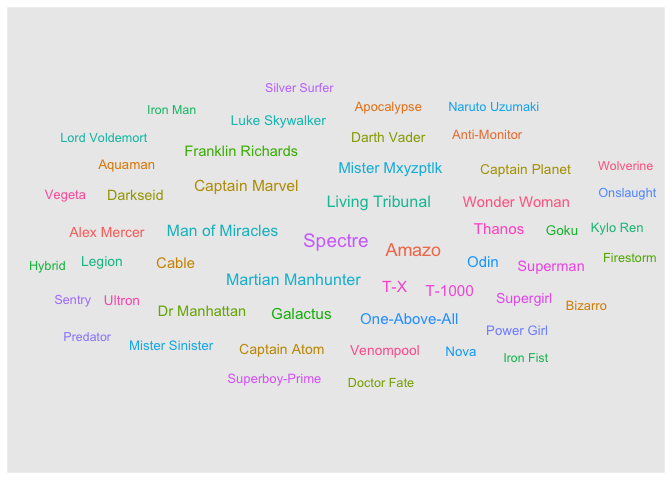 Silver Surfer
Iron Man
Apocalypse
Naruto Uzumaki
Luke Skywalker
Lord Voldemort
Darth Vader
Anti-Monitor
Franklin Richards
Aquaman
Mister Mxyzptlk
Captain Planet
Wolverine
Vegeta
Darkseid
Captain Marvel
Living Tribunal
Wonder Woman
Onslaught
Alex Mercer
Man of Miracles
Spectre
Amazo
Thanos
Goku
Kylo Ren
Hybrid
Legion
Cable
Odin
Superman
Firestorm
Martian Manhunter
T-X
T-1000
Sentry
Ultron
Dr Manhattan
Galactus
One-Above-All
Supergirl
Bizarro
Predator
Mister Sinister
Captain Atom
Venompool
Nova
Power Girl
Iron Fist
Superboy-Prime
Doctor Fate